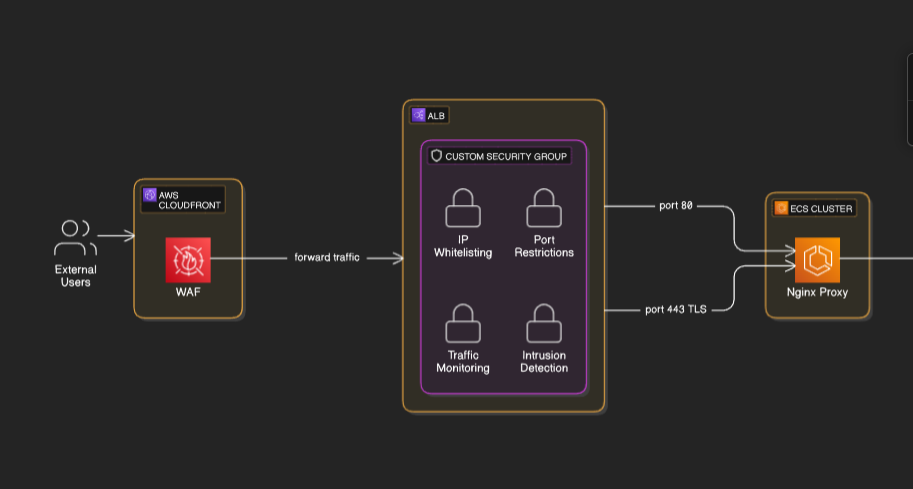 External
Users
AWS
CLOUDFRONT
WAF
forward traffic
ALB
CUSTOM SECURITY GROUP
IP
Whitelisting
Port
Restrictions
Traffic
Monitoring
Intrusion
Detection
port 80
port 443 TLS
ECS CLUSTER
Nginx Proxy